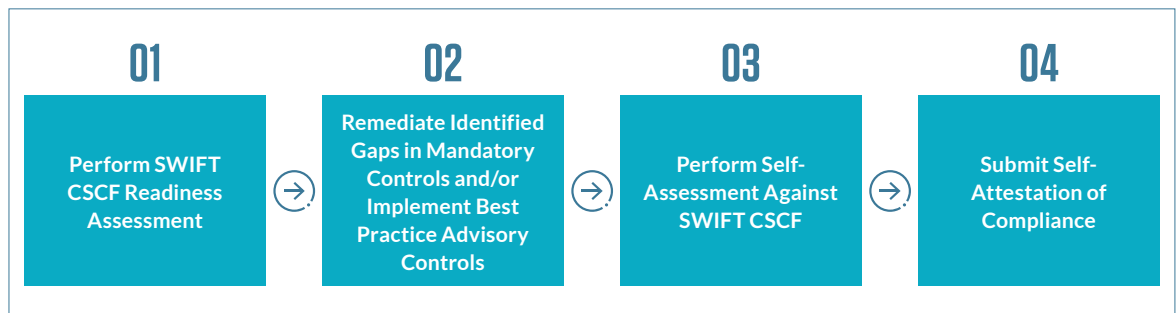 01
Perform SWIFT
CSCF Readiness
Assessment
02
Remediate Identified
Gaps in Mandatory
Controls and/or
Implement Best
Practice Advisory
Controls
03
Perform Self-
Assessment Against
SWIFT CSCF
04
Submit Self-
Attestation of
Compliance